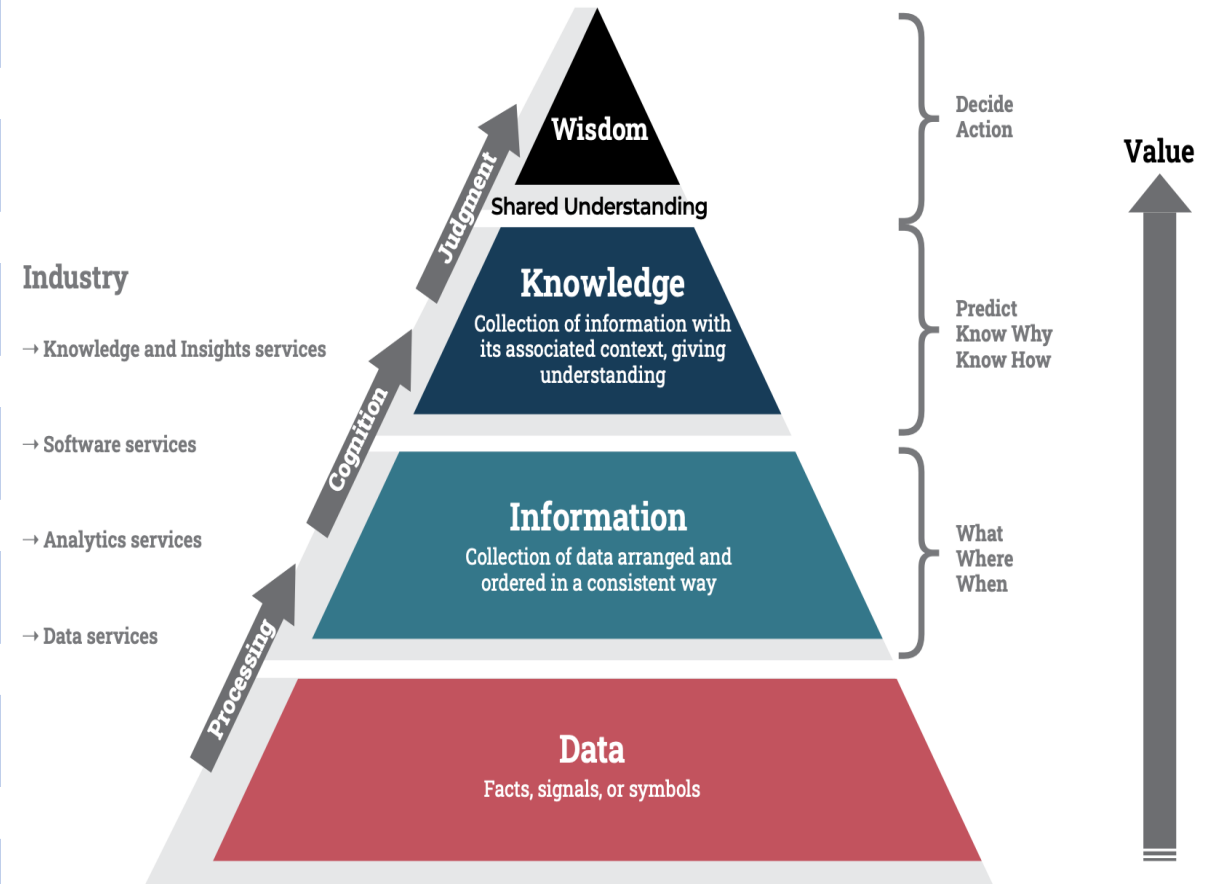 Wisdom
Shared Understanding
Knowledge
Collection of information with
its associated context, giving
understanding
Information
Collection of data arranged and
ordered in a consistent way
Data
Facts, signals, or symbols
Judgment
Cognition
Processing
Industry
→ Knowledge and Insights services
→ Software services
→ Analytics services
→ Data services
Decide
Action
Predict
Know Why
Know How
What
Where
When
Value